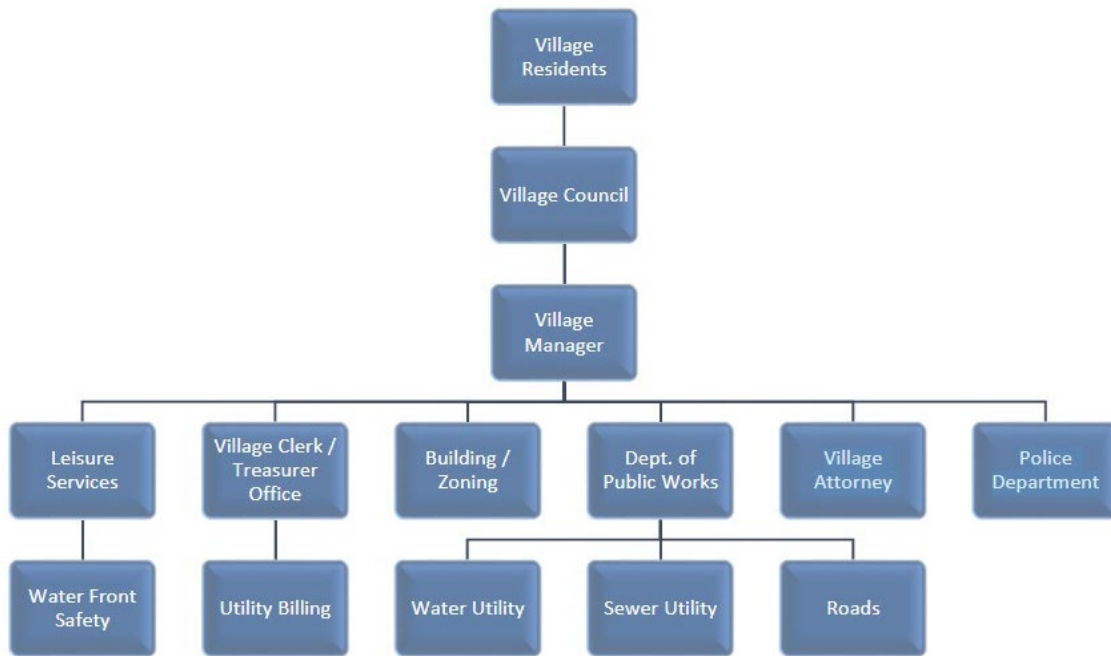 Village
Residents
Village Council
Village
Manager
Leisure
Services
Village Clerk /
Treasurer
Office
Building /
Zoning
Dept. of
Public Works
Village
Attorney
Police
Department
Water Front
Safety
Utility Billing
Water Utility
Sewer Utility
Roads